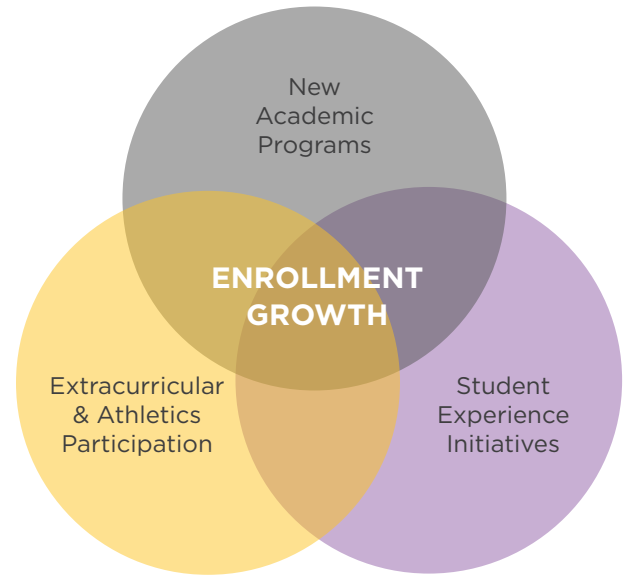 New
Academic
Programs
ENROLLMENT
GROWTH
Extracurricular
& Athletics
Participation
Student
Experience
Initiatives